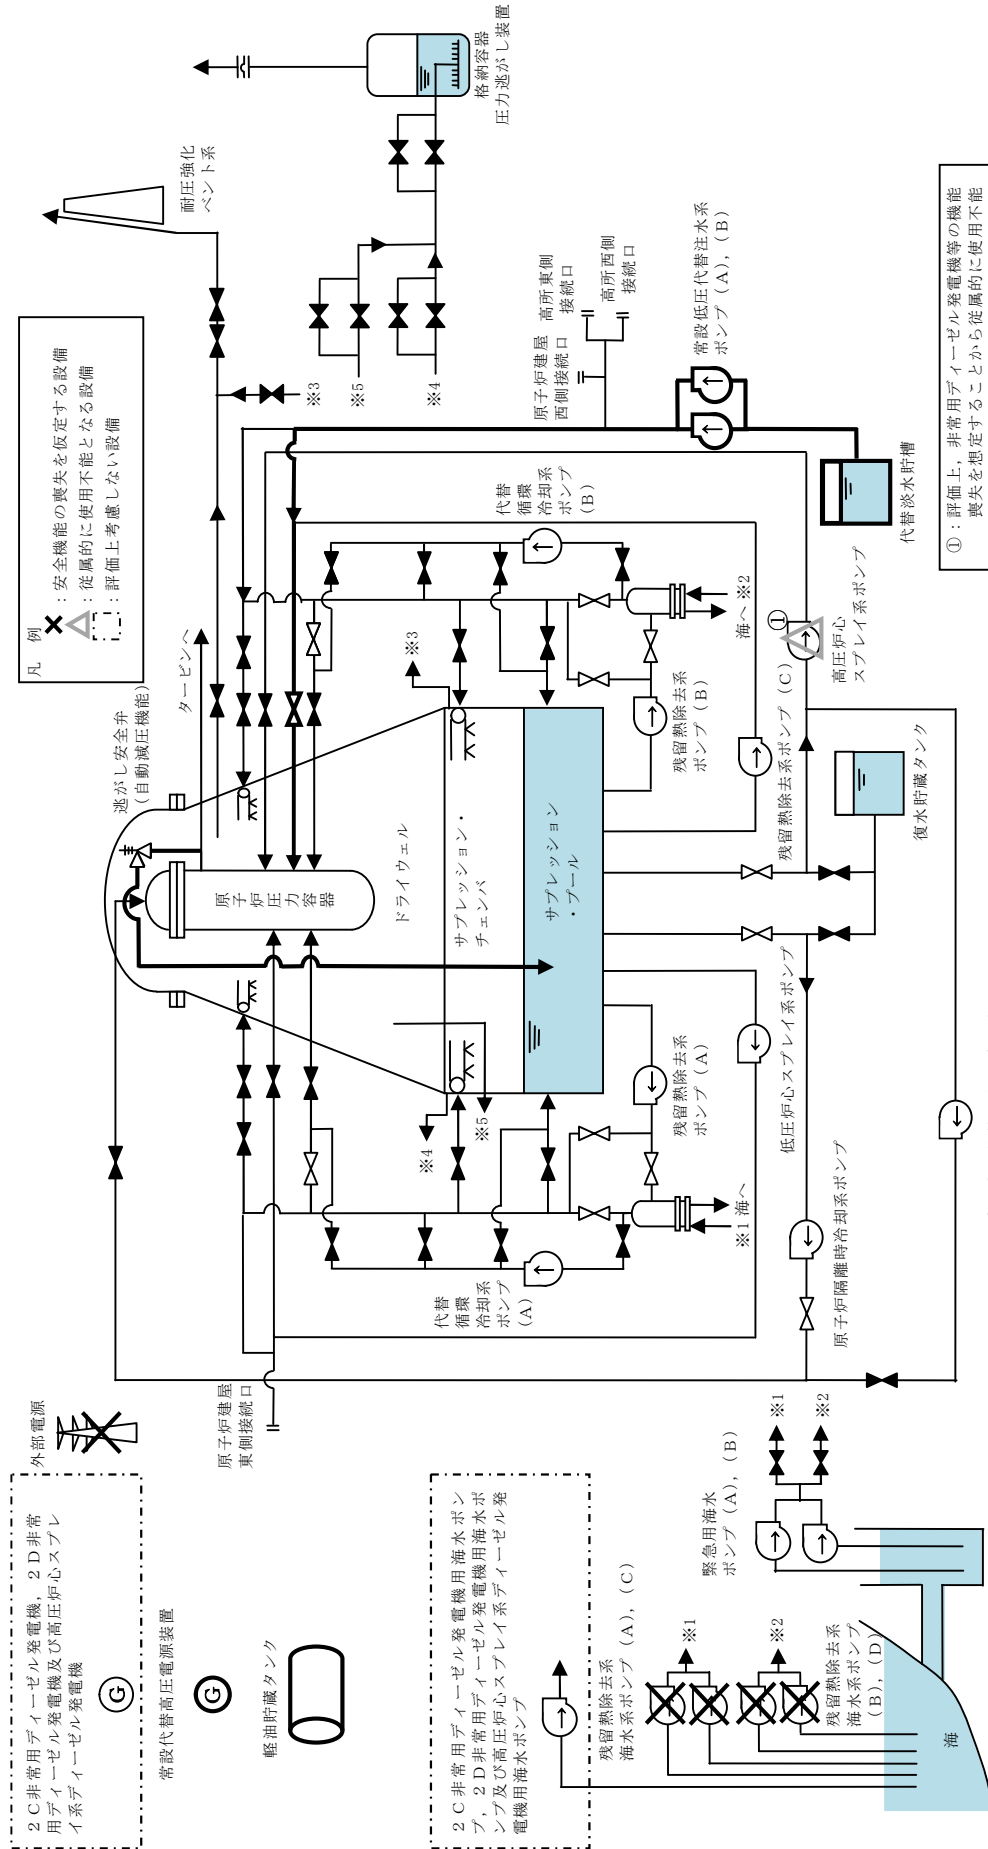 凡 例
：安全機能の喪失を仮定する設備
：従属的に使用不能となる設備
：評価上考慮しない設備
格納容器
圧力逃がし装置
耐圧強化
ベント系
※3
※5
※4
高所東側
接続口
高所西側
接続口
原子炉建屋
西側接続口
常設低圧代替注水系
ポンプ（A），（B）
代替淡水貯槽
①：評価上，非常用ディーゼル発電機等の機能
喪失を想定することから従属的に使用不能
逃がし安全弁
（自動減圧機能）
タービンへ
代替
循環
冷却系
ポンプ
（B）
※3
海へ
※2
①
高圧炉心
スプレイ系ポンプ
残留熱除去系
ポンプ（B）
残留熱除去系ポンプ（C）
復水貯蔵タンク
原子炉圧力容器
ドライウェル
サプレッション・
チェンバ
サプレッション
・プール
※4
※5
残留熱除去系
ポンプ（A）
低圧炉心スプレイ系ポンプ
原子炉隔離時冷却系ポンプ
※1
海へ
代替
循環
冷却系
ポンプ
（A）
原子炉建屋
東側接続口
外部電源
2C非常用ディーゼル発電機，2D非常
用ディーゼル発電機及び高圧炉心スプレ
イ系ディーゼル発電機
G
常設代替高圧電源装置
G
軽油貯蔵タンク
2C非常用ディーゼル発電機用海水ポン
プ，2D非常用ディーゼル発電機用海水ポ
ンプ及び高圧炉心スプレイ系ディーゼル発
電機用海水ポンプ
緊急用海水
ポンプ（A），（B）
※1
※2
残留熱除去系
海水系ポンプ（A），（C）
※1
※2
残留熱除去系
海水系ポンプ
（B），（D）
海